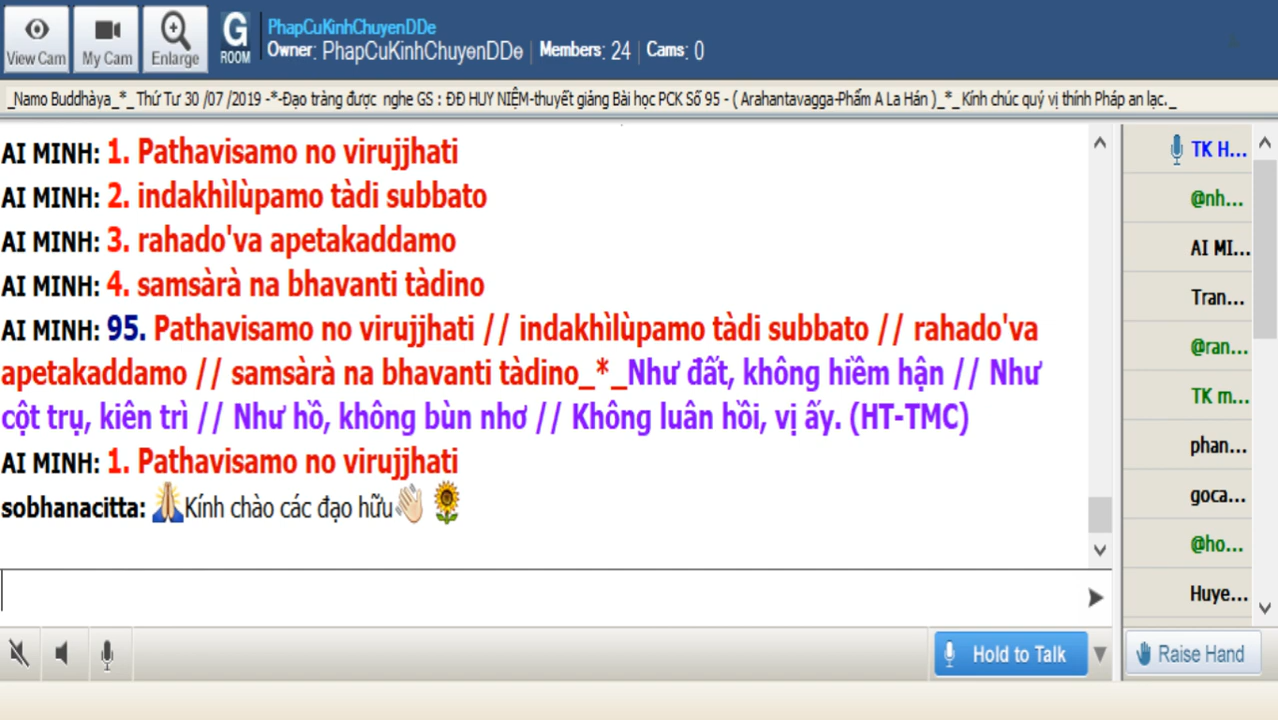 View Cam
My Cam
Enlarge
G
ROOM
PhapCuKinhChuyenDDe
Owner: PhapCuKinhChuyenDDe | Members: 24 | Cams: 0
_Namo Buddhàya_*_ Thứ Tư 30 /07 /2019 -*-Đạo tràng được nghe GS : ĐĐ HUY NIỆM-thuyết giảng Bài học PCK Số 95 - ( Arahantavagga-Phẩm A La Hán )_*_ Kính chúc quý vị thính Pháp an lạc._
AI MINH: 1. Pathavisamo no virujjhati
AI MINH: 2. indakhìlùpamo tàdi subbato
AI MINH: 3. rahado'va apetakaddamo
AI MINH: 4. samsàrà na bhavanti tàdino
AI MINH: 95. Pathavisamo no virujjhati // indakhìlùpamo tàdi subbato // rahado'va
apetakaddamo // samsàrà na bhavanti tàdino_*_Như đất, không hiềm hận // Như
cột trụ, kiên trì // Như hồ, không bùn nhơ // Không luân hồi, vị ấy. (HT-TMC)
AI MINH: 1. Pathavisamo no virujjhati
sobhanacitta: 🙏Kính chào các đạo hữu👋🏻 🌻
TK H...
@nh...
AI MI...
Tran...
@ran...
TK m...
phan...
goca...
@ho...
Huye...
Hold to Talk
Raise Hand